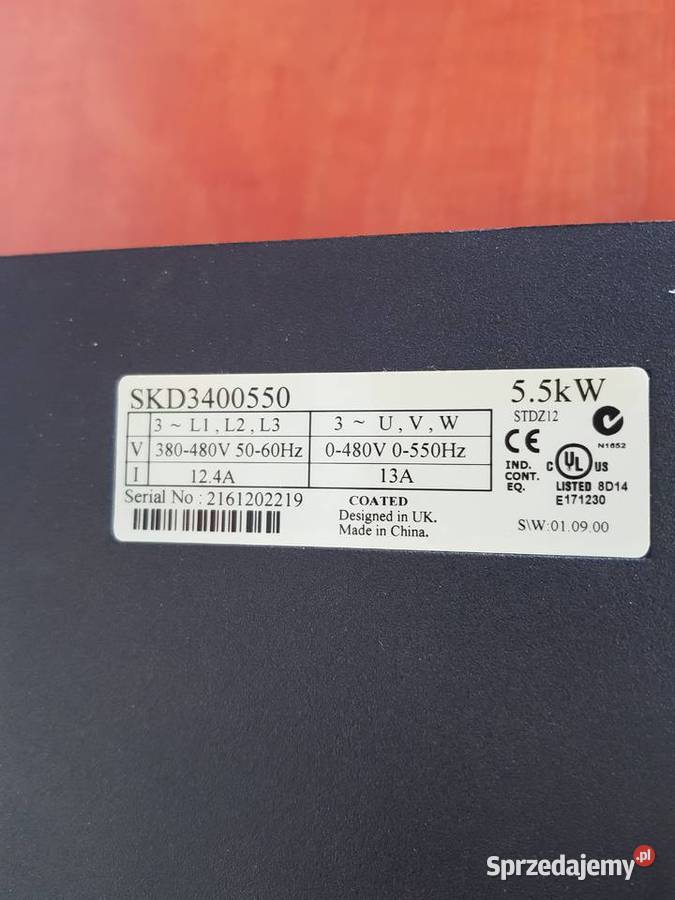 SKD3400550 5.5kW
STDZ12
3 ~ L1, L2, L3 3 ~ U, V, W
V 380-480V 50-60Hz 0-480V 0-550Hz
I 12.4A 13A
CE
N1652
IND.
CONT.
EQ.
C UL US
LISTED 8D14
E171230
Serial No : 2161202219 COATED
Designed in UK.
Made in China.
S\W:01.09.00
Sprzedajemy.pl